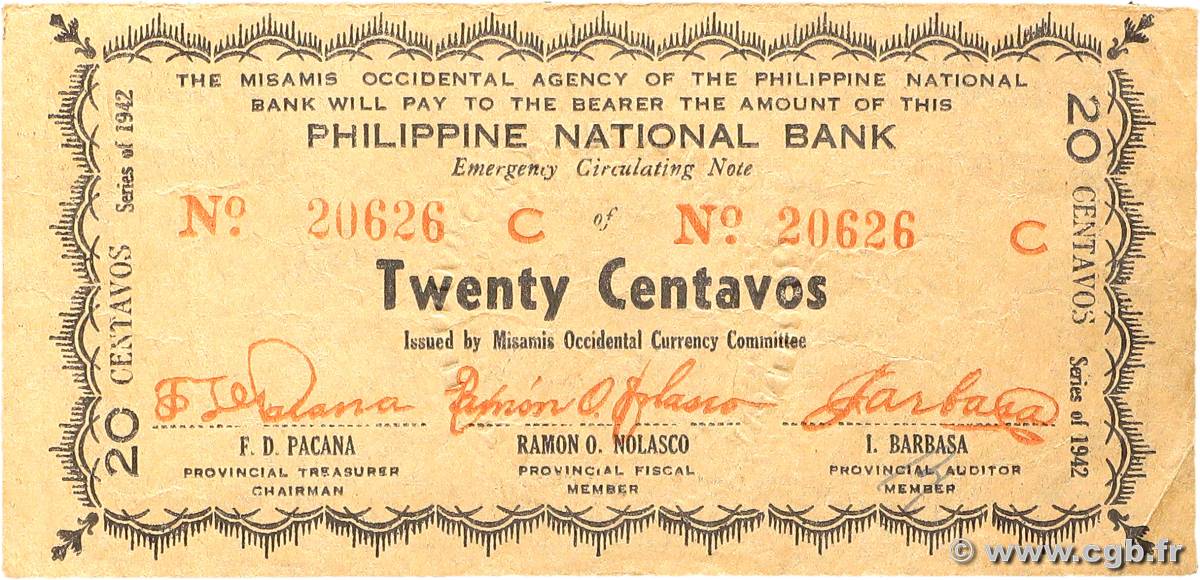 THE MISAMIS OCCIDENTAL AGENCY OF THE PHILIPPINE NATIONAL
BANK WILL PAY TO THE BEARER THE AMOUNT OF THIS
PHILIPPINE NATIONAL BANK
Emergency Circulating Note
No. 20626 C of No. 20626 C
Twenty Centavos
Issued by Misamis Occidental Currency Committee
F. D. PACANA
PROVINCIAL TREASURER
CHAIRMAN
Ramón O. Nolasco
RAMON O. NOLASCO
PROVINCIAL FISCAL
MEMBER
I. BARBASA
PROVINCIAL AUDITOR
MEMBER
20 CENTAVOS
Series of 1942
20 CENTAVOS
Series of 1942
© www.cgb.fr